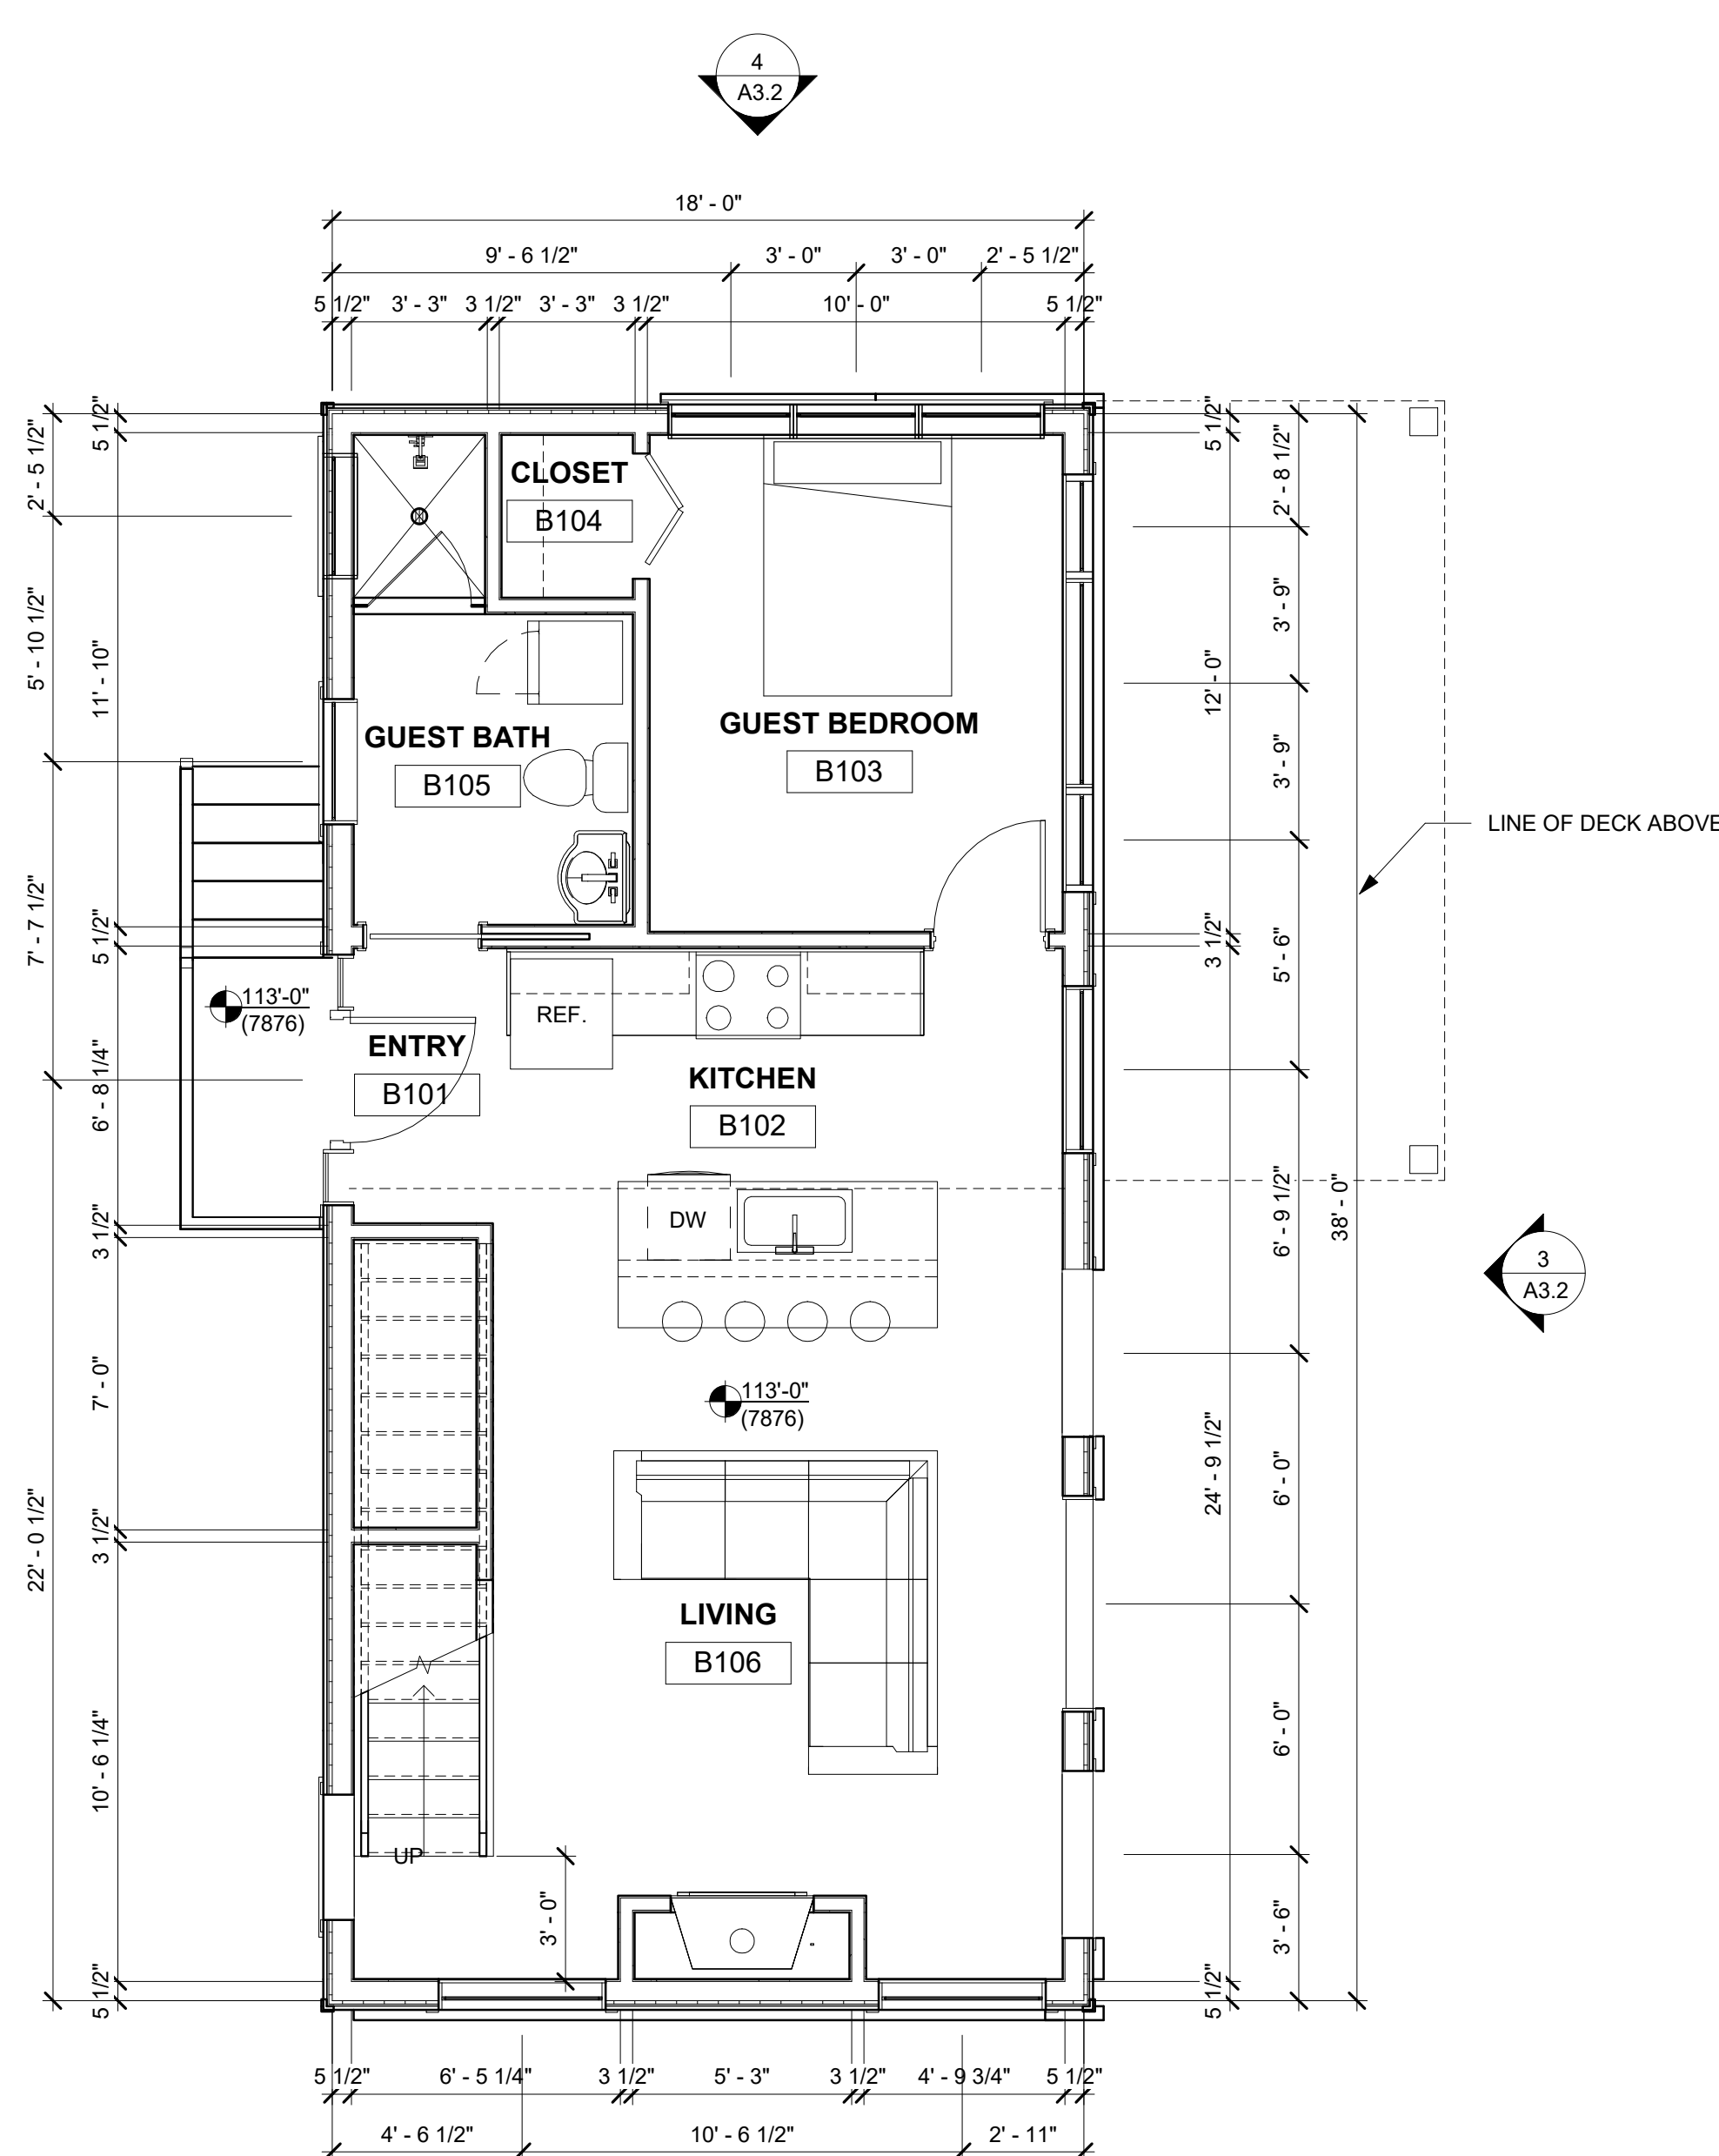 4
A3.2
18' - 0"
9' - 6 1/2" 3' - 0" 3' - 0" 2' - 5 1/2"
5 1/2" 3' - 3" 3 1/2" 3' - 3" 3 1/2" 10' - 0" 5 1/2"
2' - 5 1/2"
5' - 10 1/2"
7' - 7 1/2"
22' - 0 1/2"
5 1/2"
11' - 10"
5 1/2"
6' - 8 1/4"
3 1/2"
7' - 0"
3 1/2"
10' - 6 1/4"
5 1/2"
CLOSET
B104
GUEST BATH
B105
GUEST BEDROOM
B103
113'-0"
(7876)
ENTRY
B101
REF.
KITCHEN
B102
DW
113'-0"
(7876)
LIVING
B106
UP
3' - 0"
5 1/2"
12' - 0"
3 1/2"
24' - 9 1/2"
5 1/2"
2' - 8 1/2"
3' - 9"
3' - 9"
5' - 6"
6' - 9 1/2"
6' - 0"
6' - 0"
3' - 6"
38' - 0"
LINE OF DECK ABOVE
3
A3.2
5 1/2" 6' - 5 1/4" 3 1/2" 5' - 3" 3 1/2" 4' - 9 3/4" 5 1/2"
4' - 6 1/2" 10' - 6 1/2" 2' - 11"